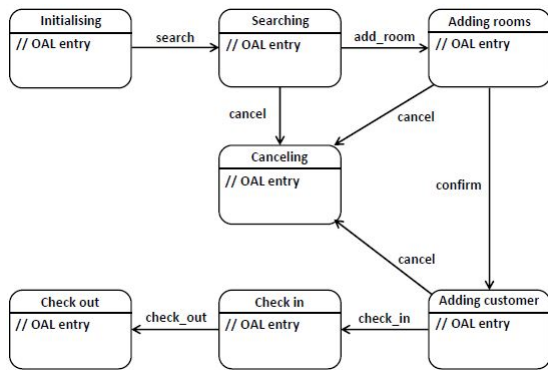 Initialising
// OAL entry
search
Searching
// OAL entry
add_room
Adding rooms
// OAL entry
cancel
cancel
Canceling
// OAL entry
confirm
cancel
Check out
// OAL entry
check_out
Check in
// OAL entry
check_in
Adding customer
// OAL entry